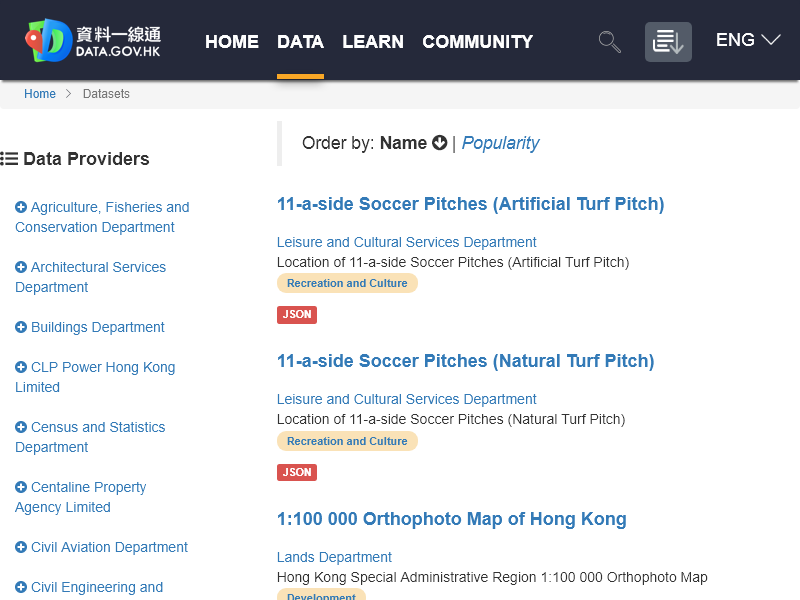 資料一線通
DATA.GOV.HK
HOME DATA LEARN COMMUNITY
ENG
Home > Datasets
Data Providers
Agriculture, Fisheries and
Conservation Department
Architectural Services
Department
Buildings Department
CLP Power Hong Kong
Limited
Census and Statistics
Department
Centaline Property
Agency Limited
Civil Aviation Department
Civil Engineering and
Order by: Name | Popularity
11-a-side Soccer Pitches (Artificial Turf Pitch)
Leisure and Cultural Services Department
Location of 11-a-side Soccer Pitches (Artificial Turf Pitch)
Recreation and Culture
JSON
11-a-side Soccer Pitches (Natural Turf Pitch)
Leisure and Cultural Services Department
Location of 11-a-side Soccer Pitches (Natural Turf Pitch)
Recreation and Culture
JSON
1:100 000 Orthophoto Map of Hong Kong
Lands Department
Hong Kong Special Administrative Region 1:100 000 Orthophoto Map
Development